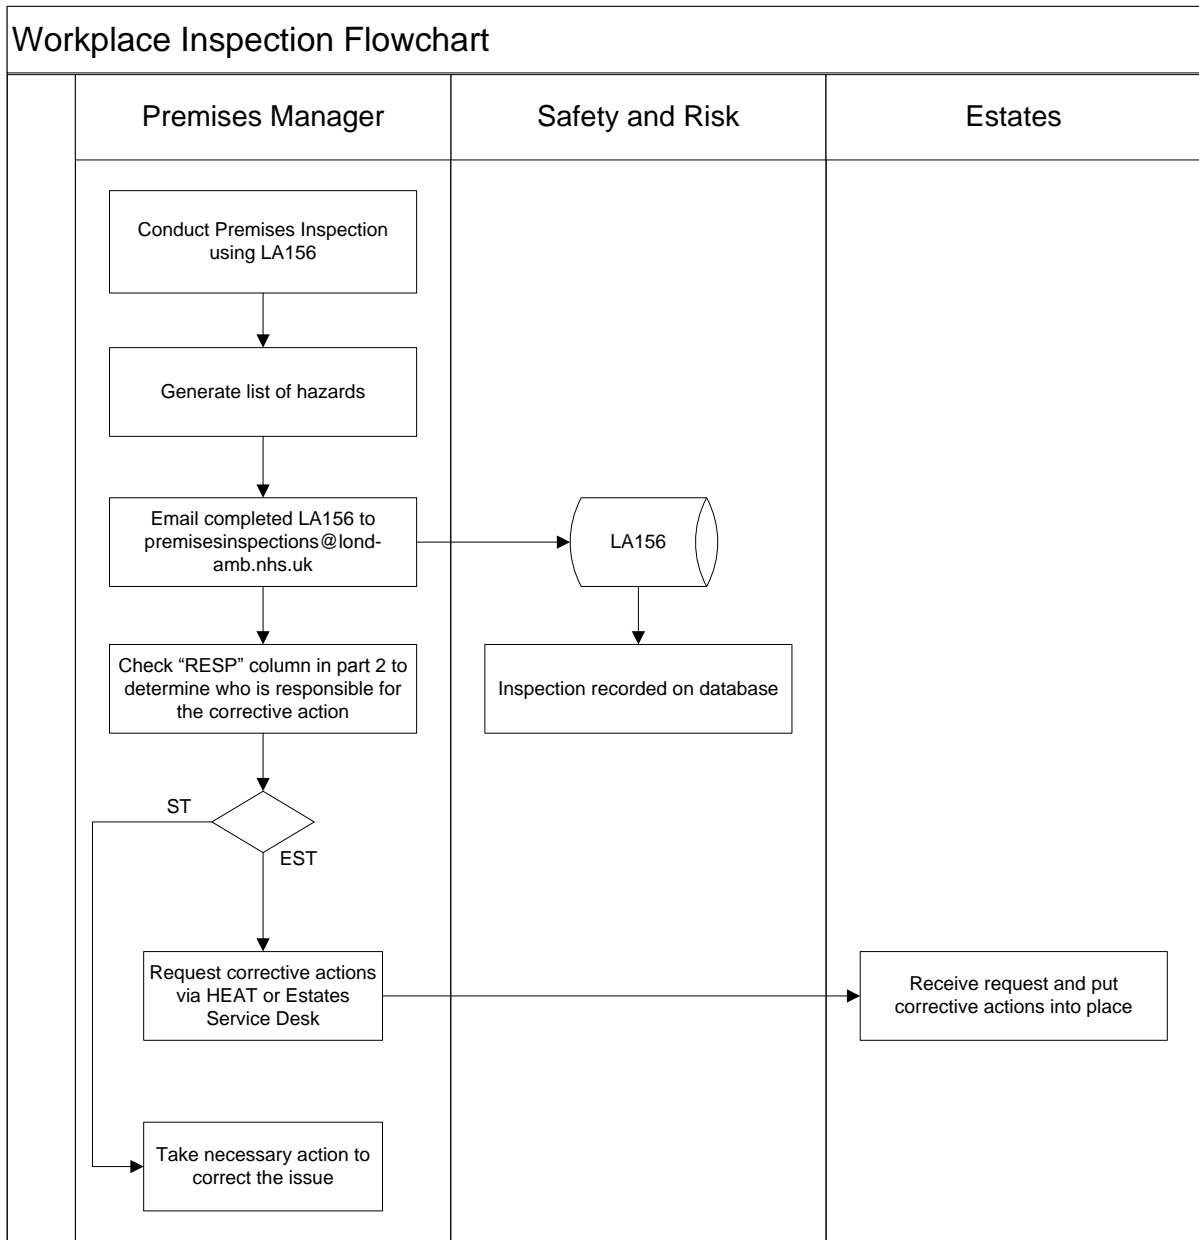 Workplace Inspection Flowchart
Premises Manager
Safety and Risk
Estates
Conduct Premises Inspection
using LA156
Generate list of hazards
Email completed LA156 to
premisesinspections@lond-
amb.nhs.uk
LA156
Check “RESP” column in part 2 to
determine who is responsible for
the corrective action
Inspection recorded on database
ST
EST
Request corrective actions
via HEAT or Estates
Service Desk
Receive request and put
corrective actions into place
Take necessary action to
correct the issue